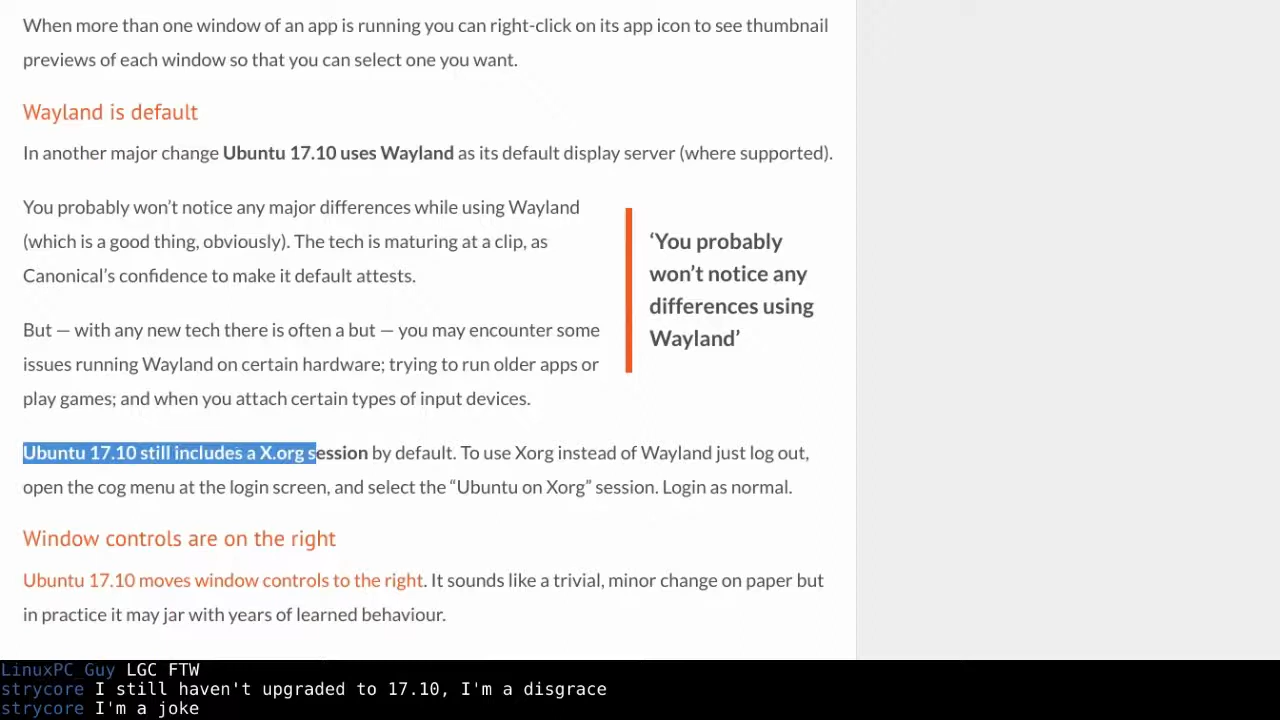 When more than one window of an app is running you can right-click on its app icon to see thumbnail
previews of each window so that you can select one you want.
Wayland is default
In another major change Ubuntu 17.10 uses Wayland as its default display server (where supported).
You probably won’t notice any major differences while using Wayland
(which is a good thing, obviously). The tech is maturing at a clip, as
Canonical’s confidence to make it default attests.
‘You probably
won’t notice any
differences using
Wayland’
But — with any new tech there is often a but — you may encounter some
issues running Wayland on certain hardware; trying to run older apps or
play games; and when you attach certain types of input devices.
Ubuntu 17.10 still includes a X.org session by default. To use Xorg instead of Wayland just log out,
open the cog menu at the login screen, and select the “Ubuntu on Xorg” session. Login as normal.
Window controls are on the right
Ubuntu 17.10 moves window controls to the right. It sounds like a trivial, minor change on paper but
in practice it may jar with years of learned behaviour.
LinuxPC_Guy LGC FTW
strycore I still haven't upgraded to 17.10, I'm a disgrace
strycore I'm a joke